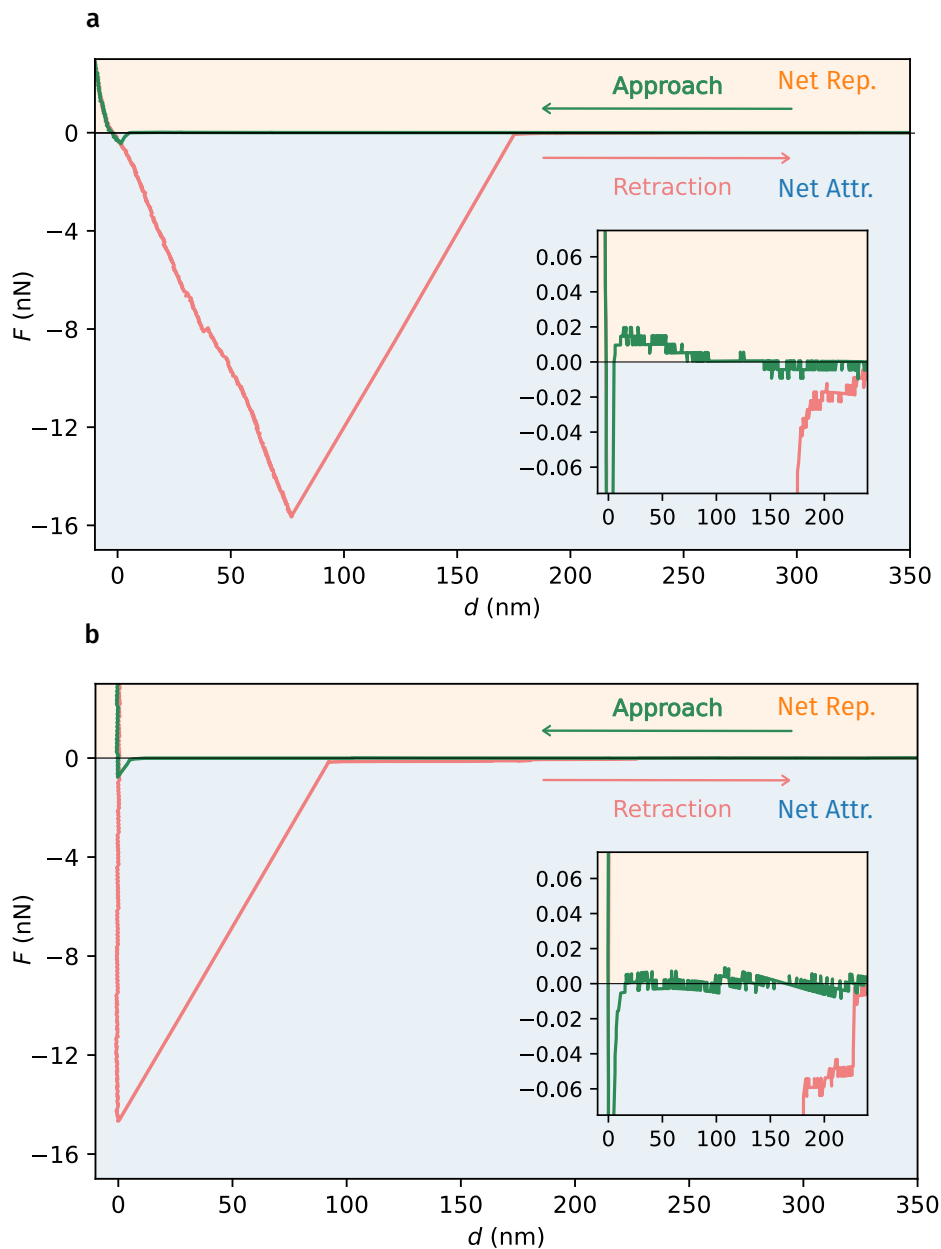 a
Approach
Net Rep.
Retraction
Net Attr.
F (nN)
0
−4
−8
−12
−16
0.06
0.04
0.02
0.00
−0.02
−0.04
−0.06
0 50 100 150 200
0 50 100 150 200 250 300 350
d (nm)
b
Approach
Net Rep.
Retraction
Net Attr.
F (nN)
0
−4
−8
−12
−16
0.06
0.04
0.02
0.00
−0.02
−0.04
−0.06
0 50 100 150 200
0 50 100 150 200 250 300 350
d (nm)